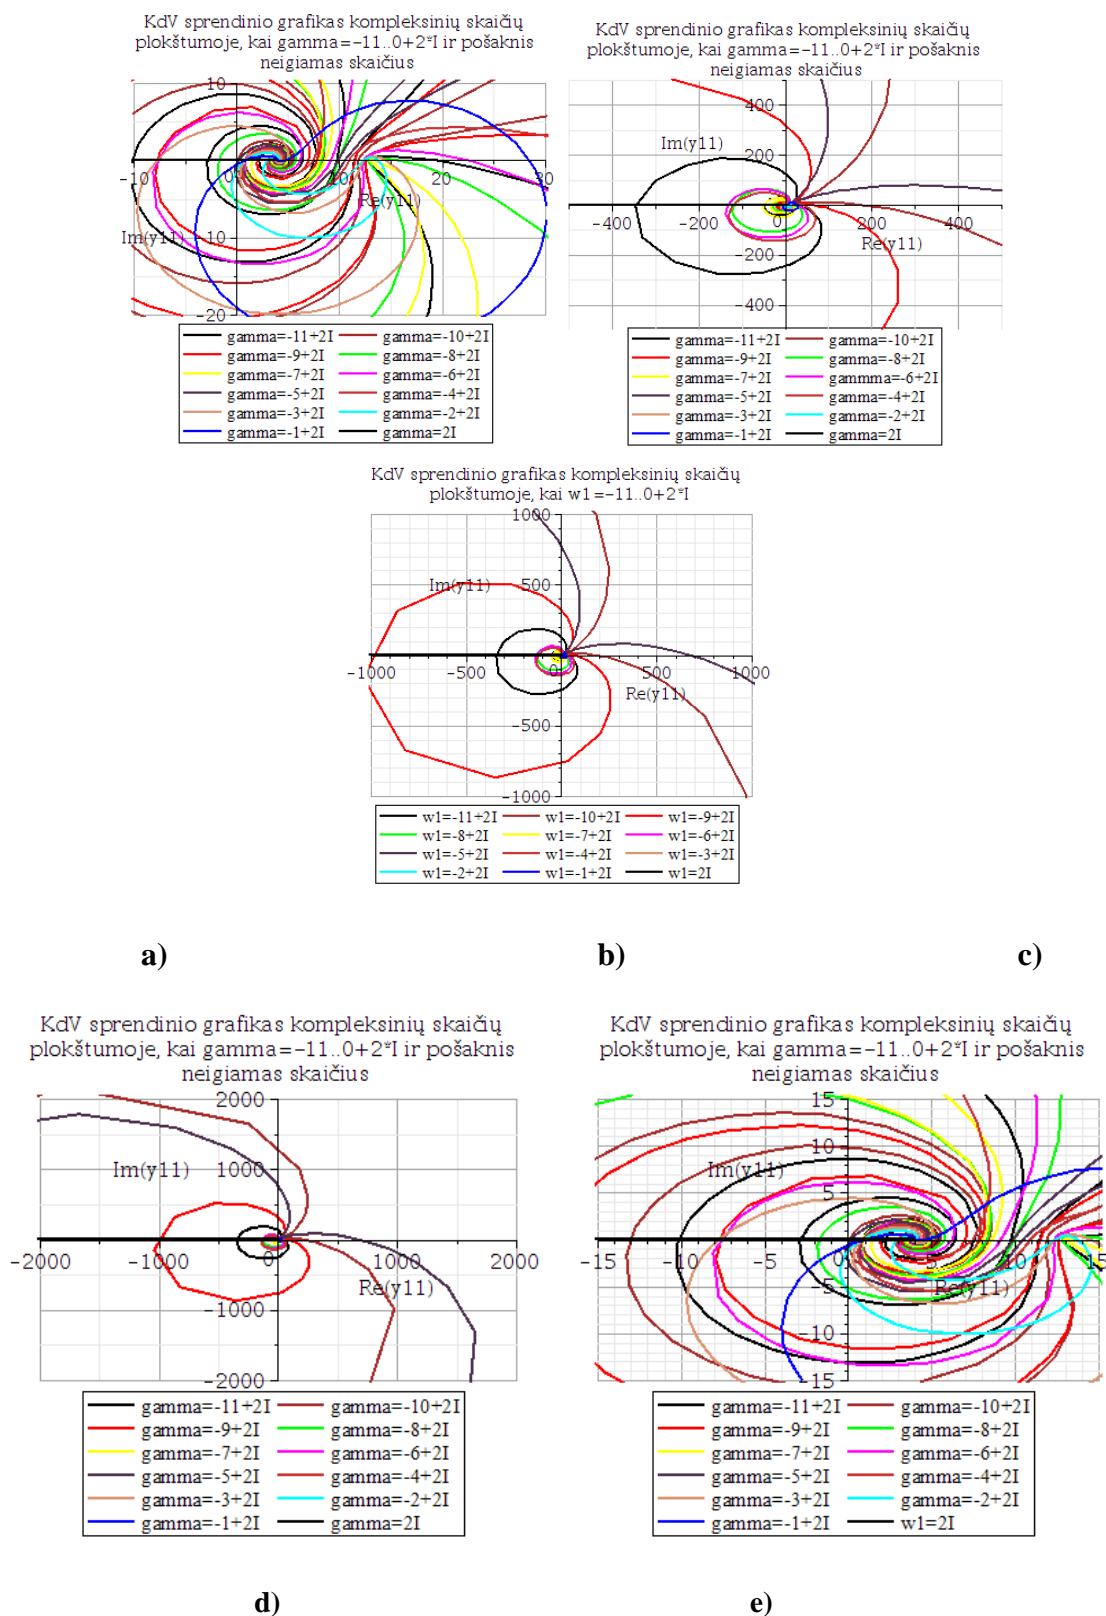 KdV sprendinio grafikas kompleksinių skaičių
plokštumoje, kai gamma=-11..0+2*I ir pošaknis
neigiamas skaičius
10
-10
0
10
20
30
Re(y11)
Im(y11)
-10
-20
gamma=-11+2I gamma=-10+2I
gamma=-9+2I gamma=-8+2I
gamma=-7+2I gamma=-6+2I
gamma=-5+2I gamma=-4+2I
gamma=-3+2I gamma=-2+2I
gamma=-1+2I gamma=2I
KdV sprendinio grafikas kompleksinių skaičių
plokštumoje, kai gamma=-11..0+2*I ir pošaknis
neigiamas skaičius
400
Im(y11)
200
-400 -200 0 200 400
Re(y11)
-200
-400
gamma=-11+2I gamma=-10+2I
gamma=-9+2I gamma=-8+2I
gamma=-7+2I gammma=-6+2I
gamma=-5+2I gamma=-4+2I
gamma=-3+2I gamma=-2+2I
gamma=-1+2I gamma=2I
KdV sprendinio grafikas kompleksinių skaičių
plokštumoje, kai w1=-11..0+2*I
1000
Im(y11) 500
-1000 -500 0 500 1000
Re(y11)
-500
-1000
w1=-11+2I w1=-10+2I w1=-9+2I
w1=-8+2I w1=-7+2I w1=-6+2I
w1=-5+2I w1=-4+2I w1=-3+2I
w1=-2+2I w1=-1+2I w1=2I
a) b) c)
KdV sprendinio grafikas kompleksinių skaičių
plokštumoje, kai gamma=-11..0+2*I ir pošaknis
neigiamas skaičius
2000
Im(y11) 1000
-2000 -1000 0 1000 2000
Re(y11)
-1000
-2000
gamma=-11+2I gamma=-10+2I
gamma=-9+2I gamma=-8+2I
gamma=-7+2I gamma=-6+2I
gamma=-5+2I gamma=-4+2I
gamma=-3+2I gamma=-2+2I
gamma=-1+2I gamma=2I
KdV sprendinio grafikas kompleksinių skaičių
plokštumoje, kai gamma=-11..0+2*I ir pošaknis
neigiamas skaičius
15
10
Im(y11)
5
-15 -10 -5 0 5 10 15
-5 Re(y11)
-10
-15
gamma=-11+2I gamma=-10+2I
gamma=-9+2I gamma=-8+2I
gamma=-7+2I gamma=-6+2I
gamma=-5+2I gamma=-4+2I
gamma=-3+2I gamma=-2+2I
gamma=-1+2I w1=2I
d) e)